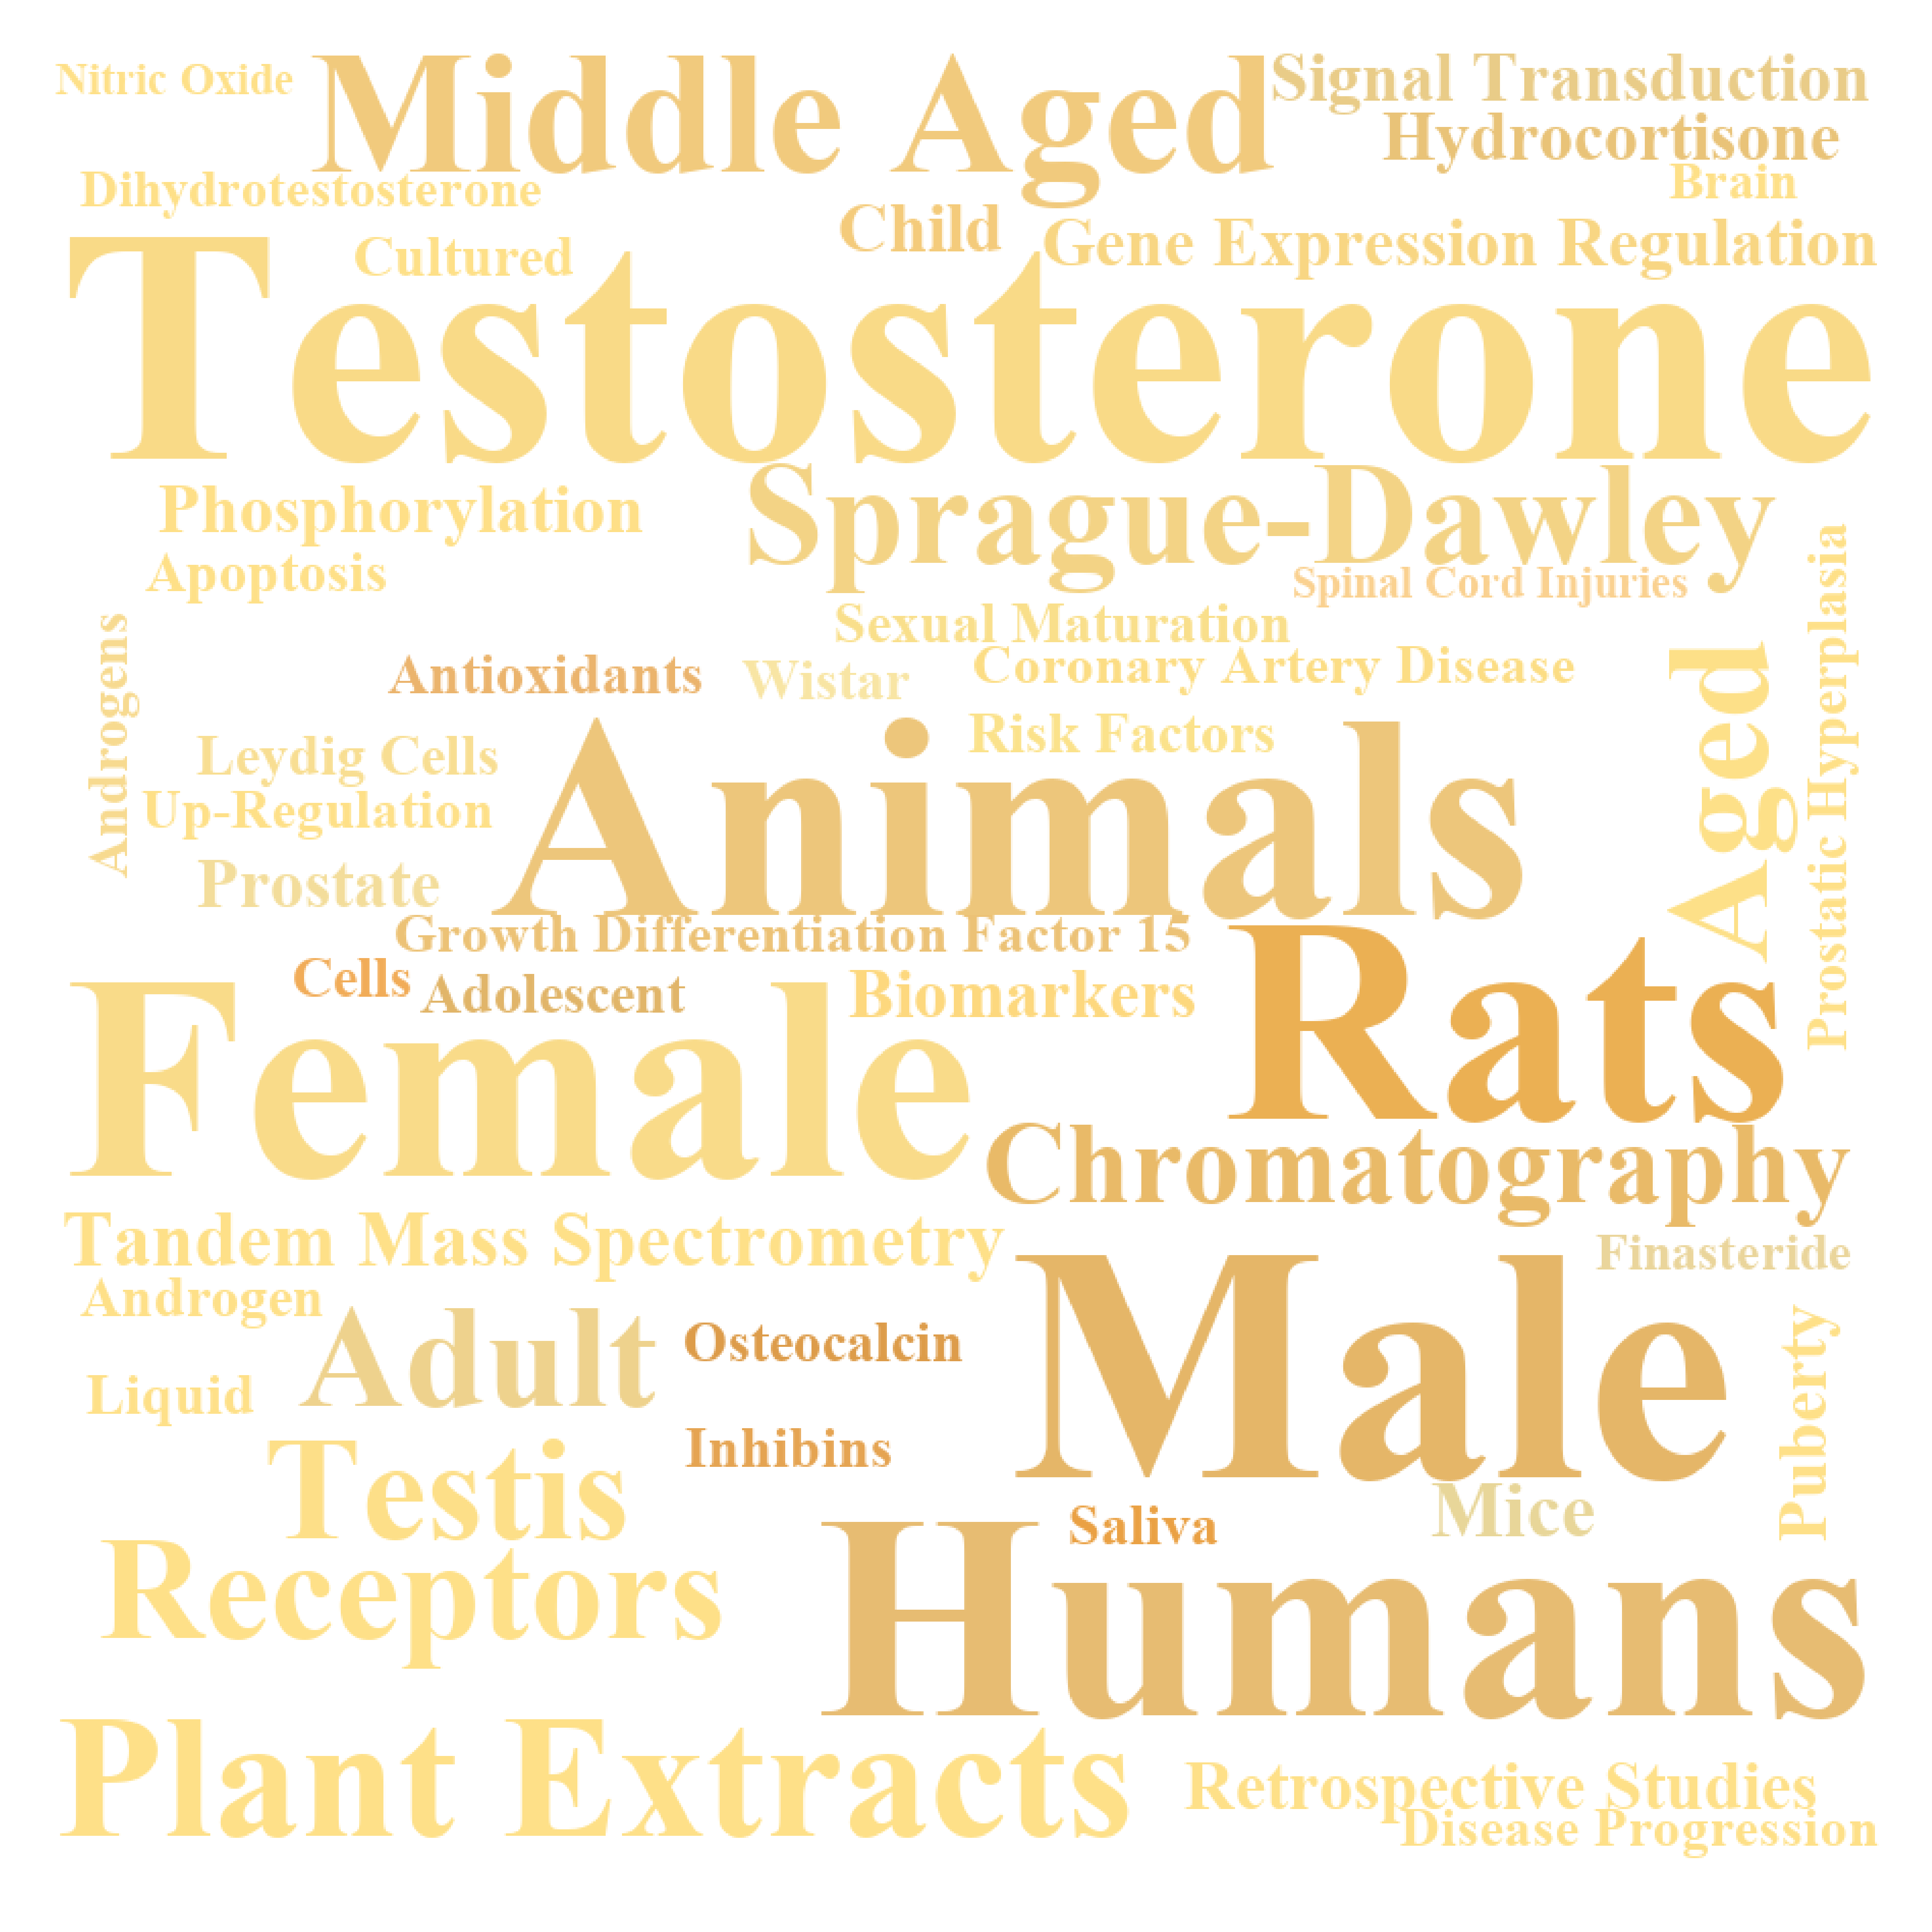 Nitric Oxide
Middle Aged
Signal Transduction
Hydrocortisone
Brain
Dihydrotestosterone
Child
Gene Expression Regulation
Cultured
Testosterone
Phosphorylation
Sprague-Dawley
Apoptosis
Spinal Cord Injuries
Androgens
Sexual Maturation
Antioxidants
Wistar
Coronary Artery Disease
Aged
Prostatic Hyperplasia
Leydig Cells
Risk Factors
Animals
Up-Regulation
Prostate
Growth Differentiation Factor 15
Rats
Cells
Adolescent
Biomarkers
Female
Chromatography
Tandem Mass Spectrometry
Finasteride
Androgen
Male
Adult
Osteocalcin
Puberty
Liquid
Inhibins
Testis
Saliva
Mice
Receptors
Humans
Plant Extracts
Retrospective Studies
Disease Progression